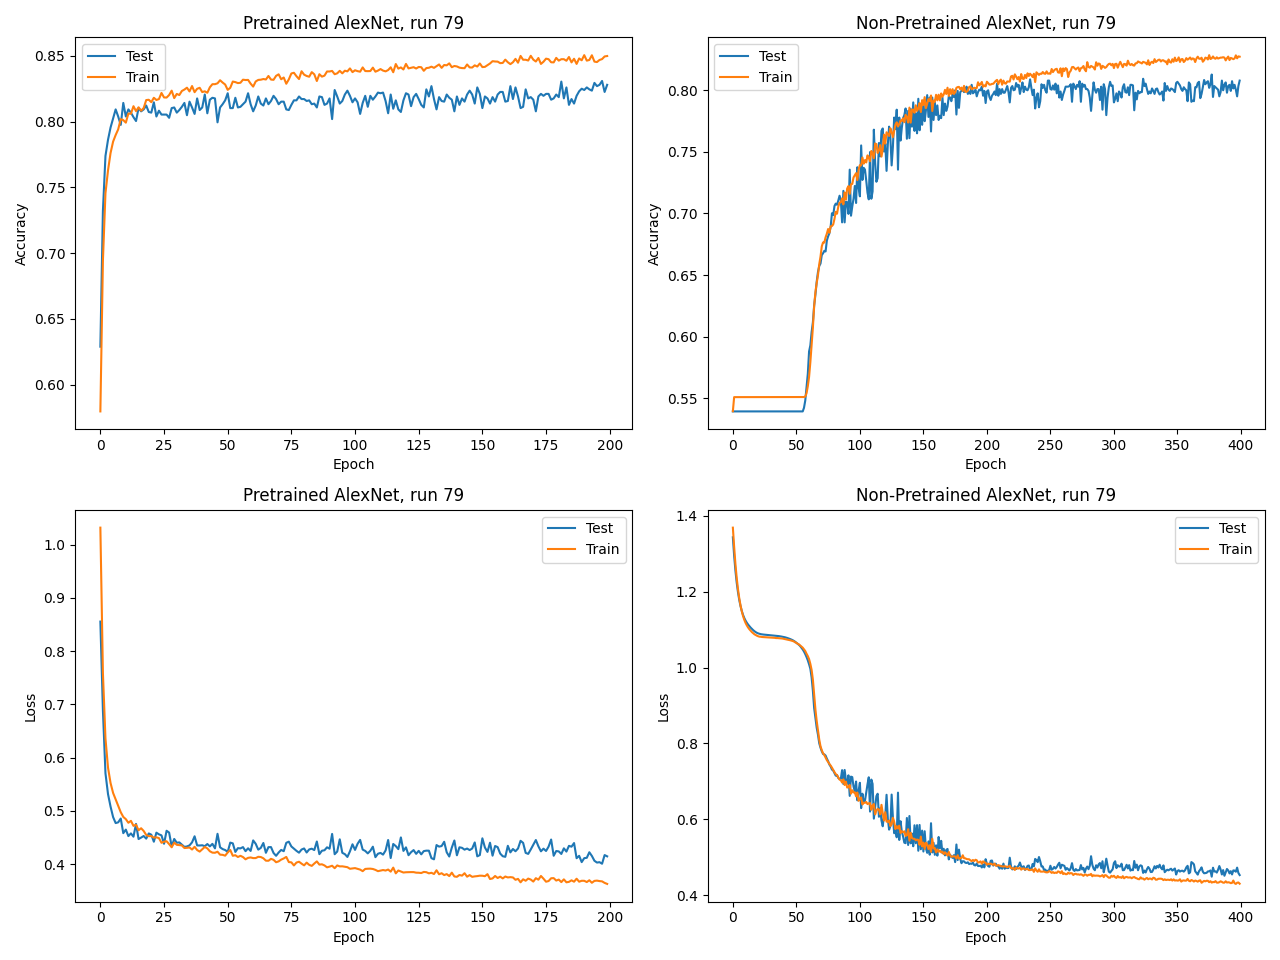 Pretrained AlexNet, run 79
Test
Train
0.85
0.80
0.75
0.70
0.65
0.60
Accuracy
0 25 50 75 100 125 150 175 200
Epoch
Non-Pretrained AlexNet, run 79
Test
Train
0.80
0.75
0.70
0.65
0.60
0.55
Accuracy
0 50 100 150 200 250 300 350 400
Epoch
Pretrained AlexNet, run 79
Test
Train
1.0
0.9
0.8
0.7
0.6
0.5
0.4
Loss
0 25 50 75 100 125 150 175 200
Epoch
Non-Pretrained AlexNet, run 79
Test
Train
1.4
1.2
1.0
0.8
0.6
0.4
Loss
0 50 100 150 200 250 300 350 400
Epoch